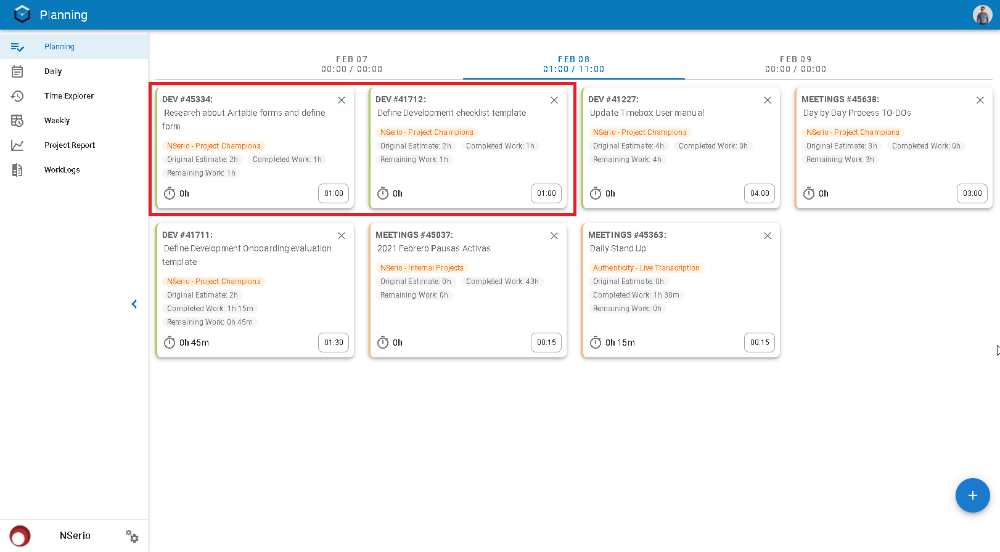 Planning
Planning
Daily
Time Explorer
Weekly
Project Report
WorkLogs
NSerio
FEB 07
00:00 / 00:00
FEB 08
01:00 / 11:00
FEB 09
00:00 / 00:00
DEV #45334:
Research about Airtable forms and define
form
NSerio - Project Champions
Original Estimate: 2h
Completed Work: 1h
Remaining Work: 1h
0h
01:00
DEV #41712:
Define Development checklist template
NSerio - Project Champions
Original Estimate: 2h
Completed Work: 1h
Remaining Work: 1h
0h
01:00
DEV #41227:
Update Timebox User manual
NSerio - Project Champions
Original Estimate: 4h
Completed Work: 0h
Remaining Work: 4h
0h
04:00
MEETINGS #45638:
Day by Day Process TO-DOs
NSerio - Project Champions
Original Estimate: 3h
Completed Work: 0h
Remaining Work: 3h
0h
03:00
DEV #41711:
Define Development Onboarding evaluation
template
NSerio - Project Champions
Original Estimate: 2h
Completed Work: 1h 15m
Remaining Work: 0h 45m
0h 45m
01:30
MEETINGS #45037:
2021 Febrero Pausas Activas
NSerio - Internal Projects
Original Estimate: 0h
Completed Work: 43h
Remaining Work: 0h
0h
00:15
MEETINGS #45363:
Daily Stand Up
Authenticity - Live Transcription
Original Estimate: 0h
Completed Work: 1h 30m
Remaining Work: 0h
0h 15m
00:15